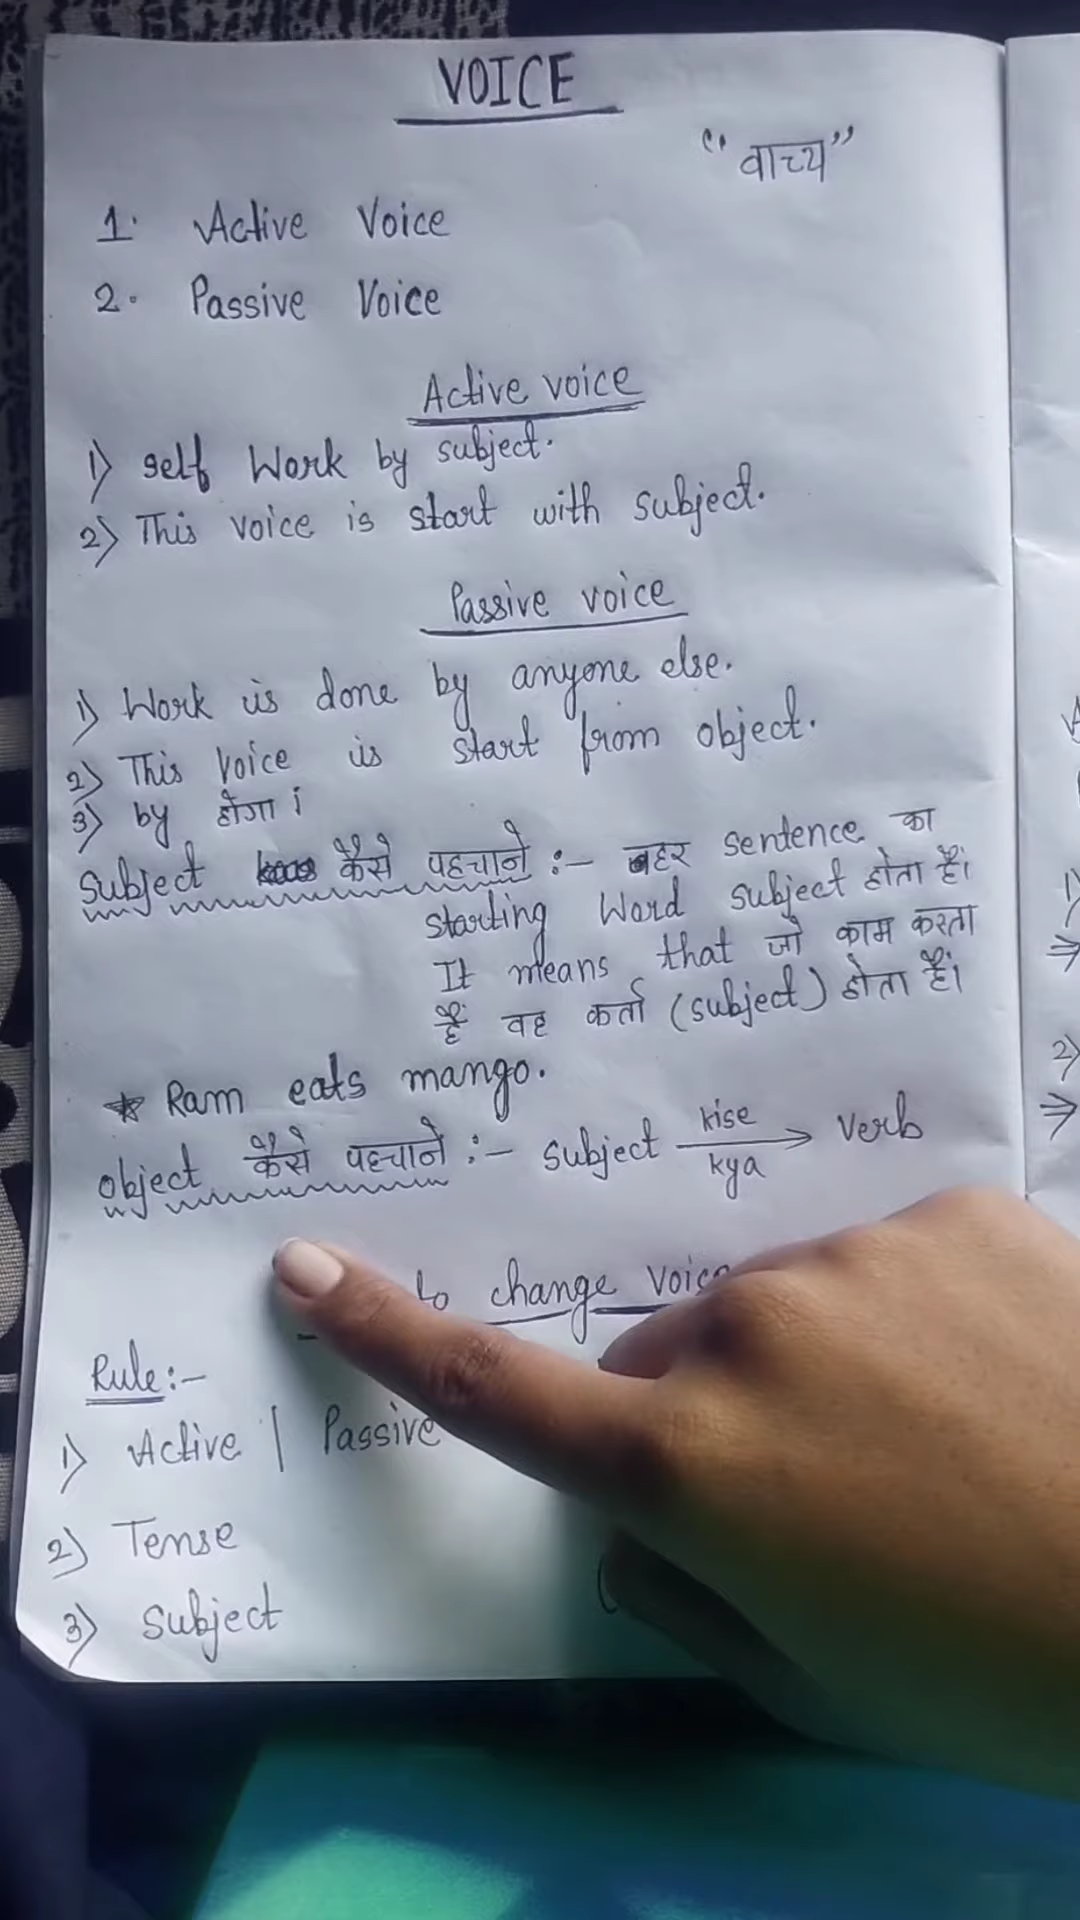 VOICE
"वाच्य"
1. Active Voice
2. Passive Voice
Active voice
1) self Work by subject.
2) This voice is start with subject.
Passive voice
1) Work is done by anyone else.
2) This Voice is start from object.
3) by होगा।
Subject कैसे पहचाने :- हर sentence का
starting Word subject होता हैं।
It means that जो काम करता
हैं वह कर्ता (subject) होता हैं।
★ Ram eats mango.
object कैसे पहचाने :- subject kise kya → Verb
to change Voice
Rule:-
1) Active | Passive
2) Tense
3) Subject
1)
⇒
2)
⇒